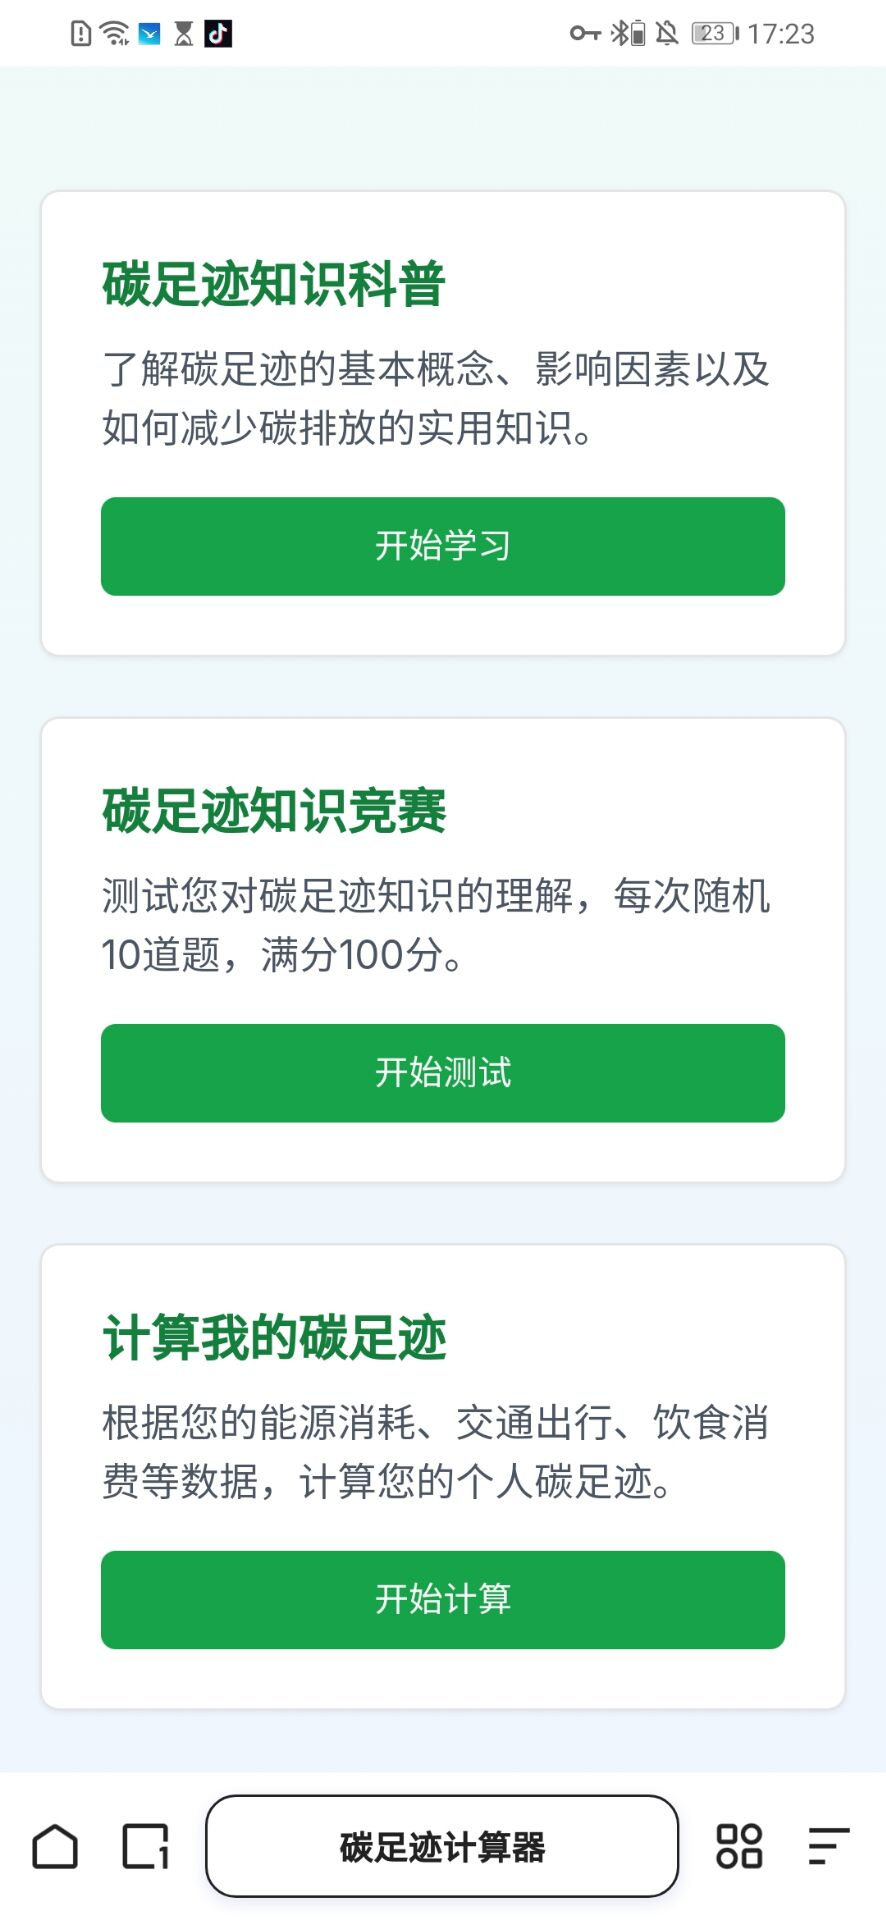 23 17:23
碳足迹知识科普
了解碳足迹的基本概念、影响因素以及
如何减少碳排放的实用知识。
开始学习
碳足迹知识竞赛
测试您对碳足迹知识的理解，每次随机
10道题，满分100分。
开始测试
计算我的碳足迹
根据您的能源消耗、交通出行、饮食消
费等数据，计算您的个人碳足迹。
开始计算
1 碳足迹计算器